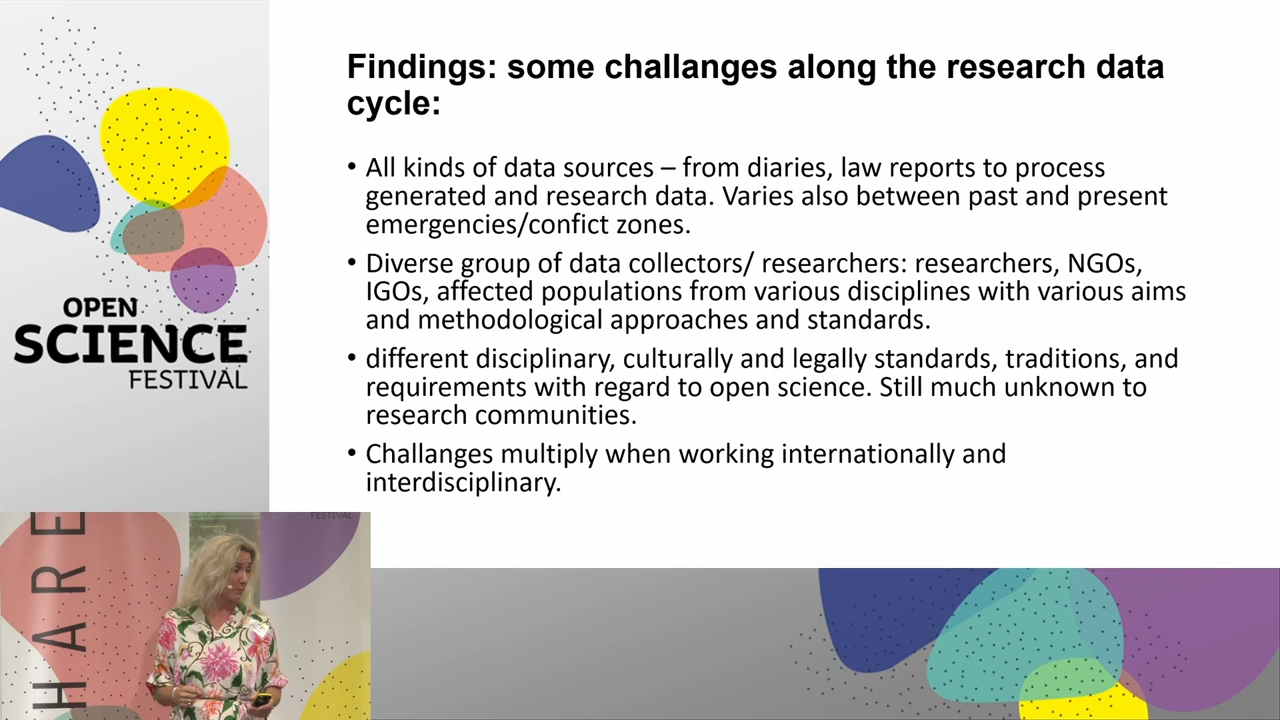 Findings: some challanges along the research data
cycle:
• All kinds of data sources – from diaries, law reports to process
generated and research data. Varies also between past and present
emergencies/confict zones.
• Diverse group of data collectors/ researchers: researchers, NGOs,
IGOs, affected populations from various disciplines with various aims
and methodological approaches and standards.
• different disciplinary, culturally and legally standards, traditions, and
requirements with regard to open science. Still much unknown to
research communities.
• Challanges multiply when working internationally and
interdisciplinary.
OPEN
SCIENCE
FESTIVAL
HARE
FESTIVAL